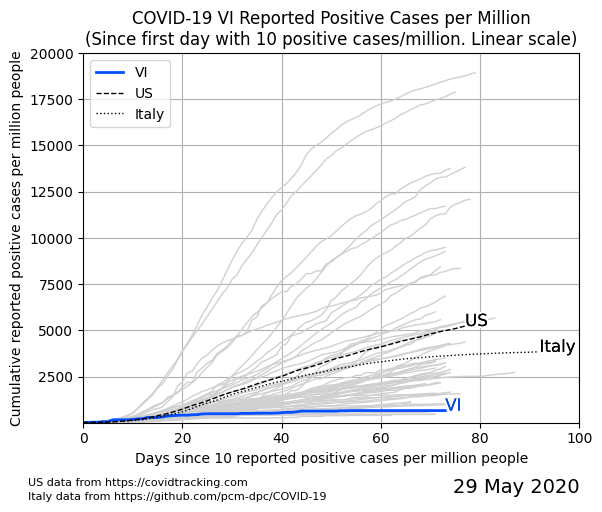 COVID-19 VI Reported Positive Cases per Million
(Since first day with 10 positive cases/million. Linear scale)
Cumulative reported positive cases per million people
20000
17500
15000
12500
10000
7500
5000
2500
VI
US
Italy
US
Italy
VI
0
20
40
60
80
100
Days since 10 reported positive cases per million people
US data from https://covidtracking.com
Italy data from https://github.com/pcm-dpc/COVID-19
29 May 2020